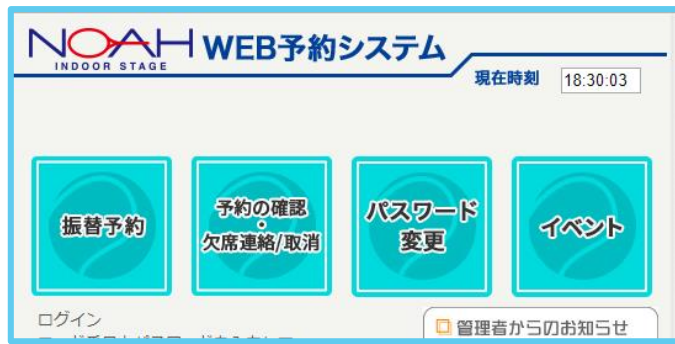 NOAH
INDOOR STAGE
WEB予約システム
現在時刻 18:30:03
振替予約
予約の確認
・
欠席連絡/取消
パスワード
変更
イベント
ログイン
管理者からのお知らせ